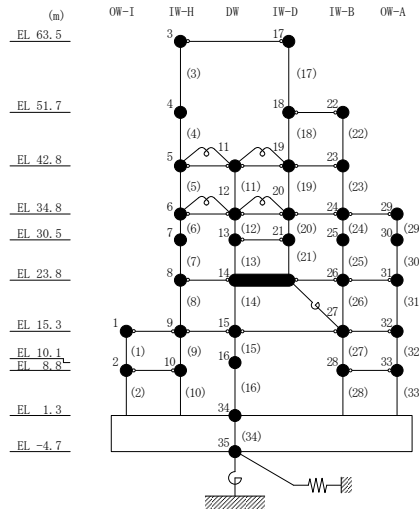 (m) OW-I IW-H DW IW-D IW-B OW-A
EL 63.5 3 17
(3) (17)
EL 51.7 4 18 22
(4) (18) (22)
EL 42.8 5 11 19 23
(5) (11) (19) (23)
EL 34.8 6 12 20 24 29
(6) (12) (20) (24) (29)
EL 30.5 7 13 21 25 30
(7) (13) (21) (25) (30)
EL 23.8 8 14 26 31
(8) (14) (26) (31)
EL 15.3 1 9 15 27 32
(1) (9) (15) (27) (32)
EL 10.1 16
EL 8.8 2 10 28 33
(2) (10) (16) (28) (33)
EL 1.3 34
(34)
EL -4.7 35